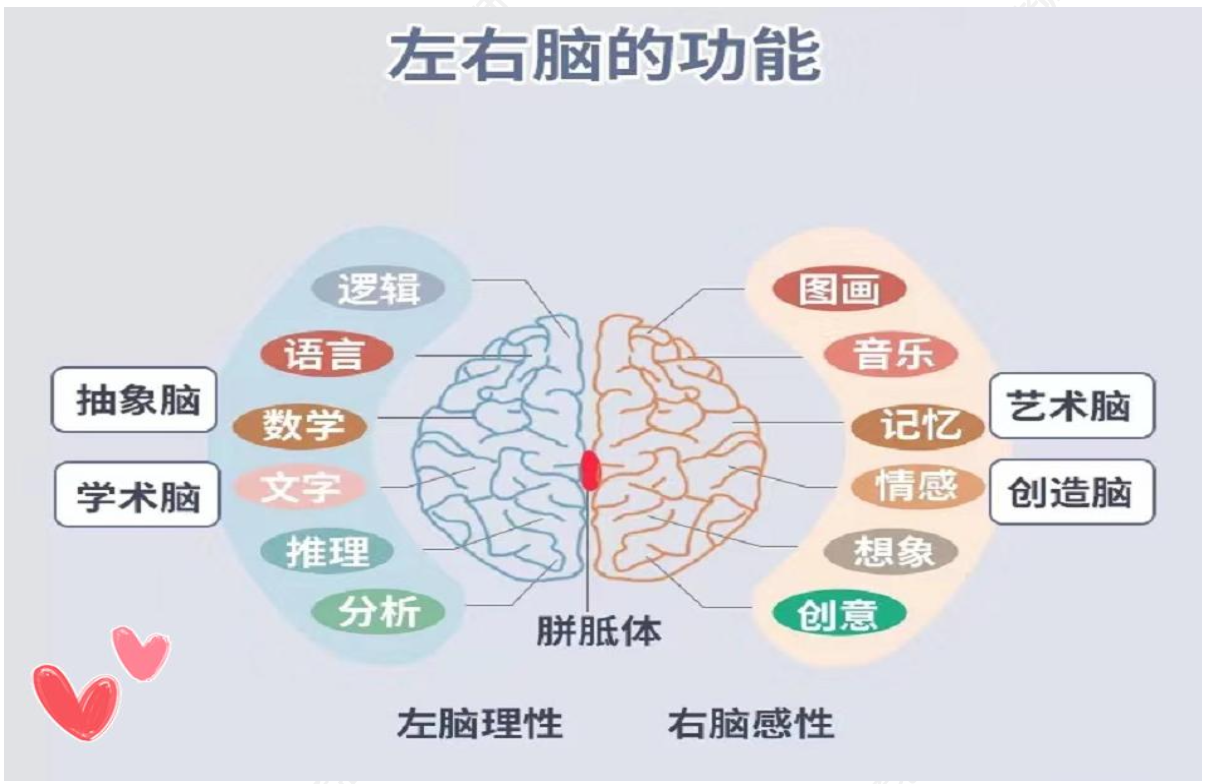 左右脑的功能
逻辑
语言
数学
文字
推理
分析
抽象脑
学术脑
图画
音乐
记忆
情感
想象
创意
艺术脑
创造脑
胼胝体
左脑理性
右脑感性